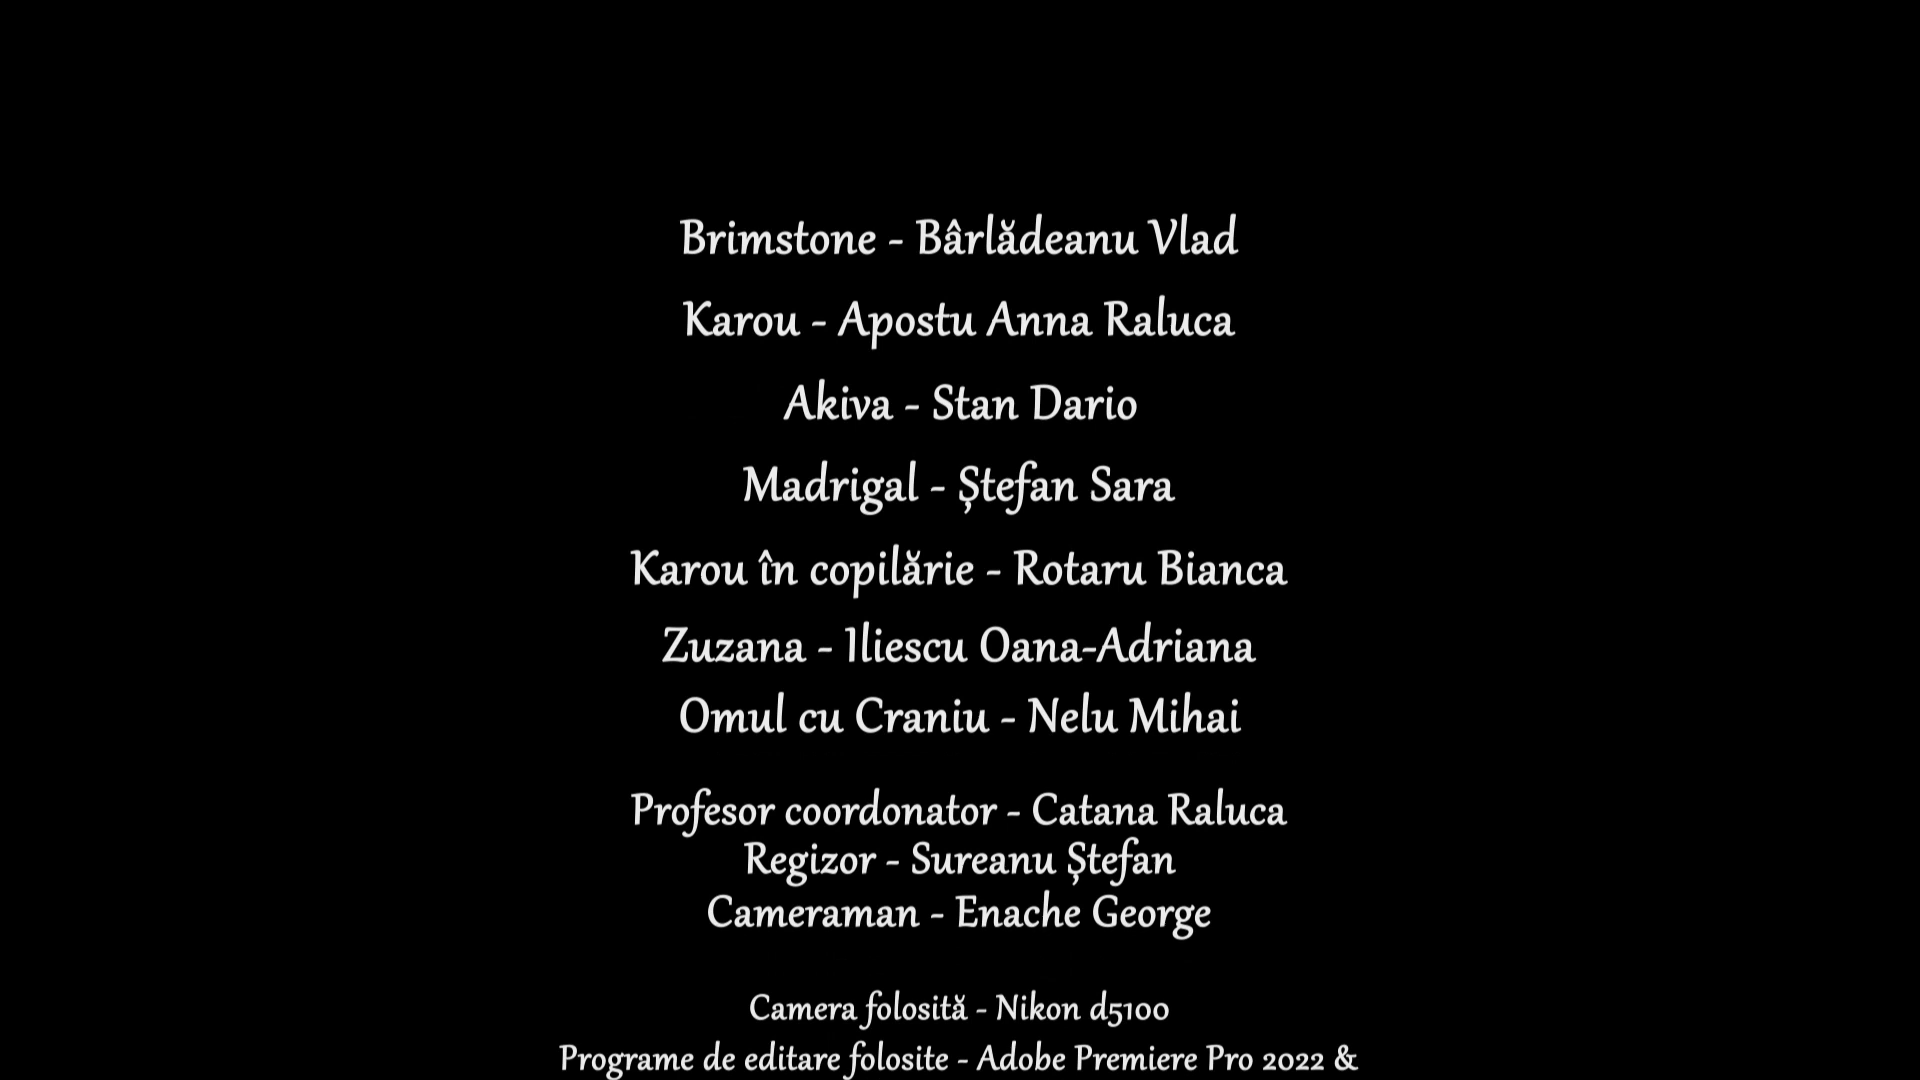 Brimstone - Bârlădeanu Vlad
Karou - Apostu Anna Raluca
Akiva - Stan Dario
Madrigal - Ștefan Sara
Karou în copilărie - Rotaru Bianca
Zuzana - Iliescu Oana-Adriana
Omul cu Craniu - Nelu Mihai
Profesor coordonator - Catana Raluca
Regizor - Sureanu Ștefan
Cameraman - Enache George
Camera folosită - Nikon d5100
Programe de editare folosite - Adobe Premiere Pro 2022 &